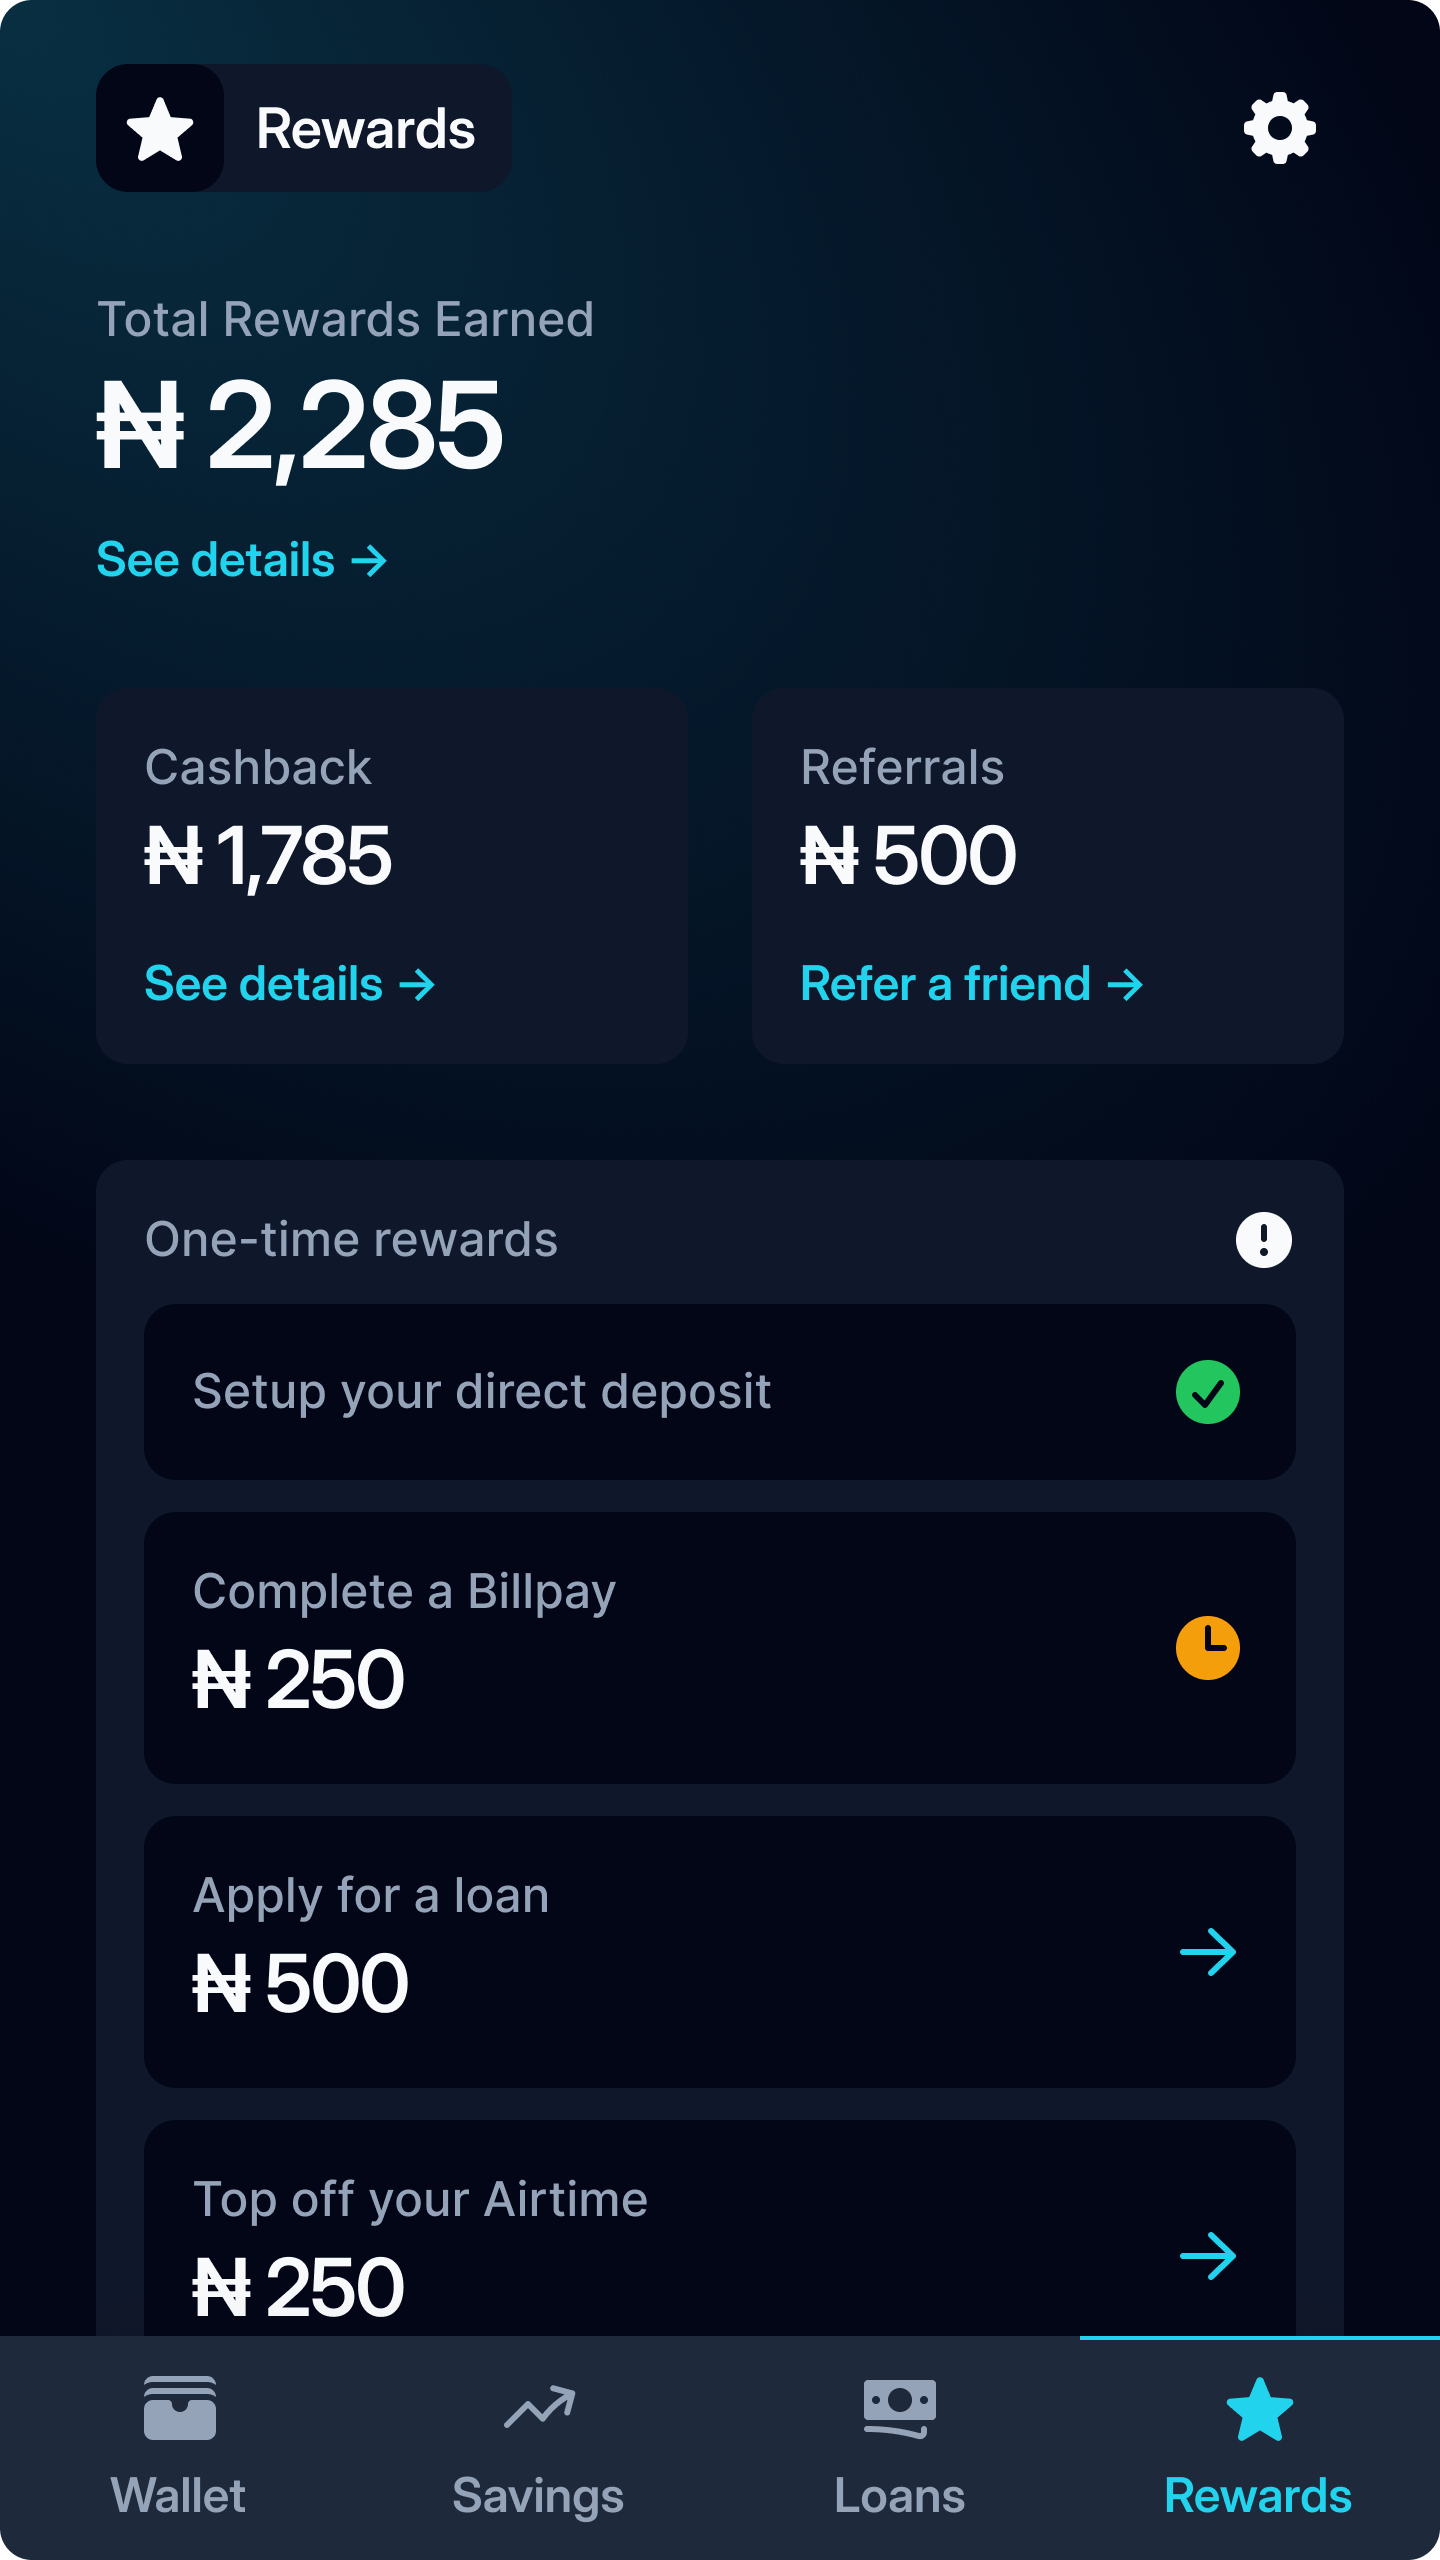 Rewards
Total Rewards Earned
₦ 2,285
See details →
Cashback
₦ 1,785
See details →
Referrals
₦ 500
Refer a friend →
One-time rewards
Setup your direct deposit
Complete a Billpay
₦ 250
Apply for a loan
₦ 500
Top off your Airtime
₦ 250
Wallet
Savings
Loans
Rewards